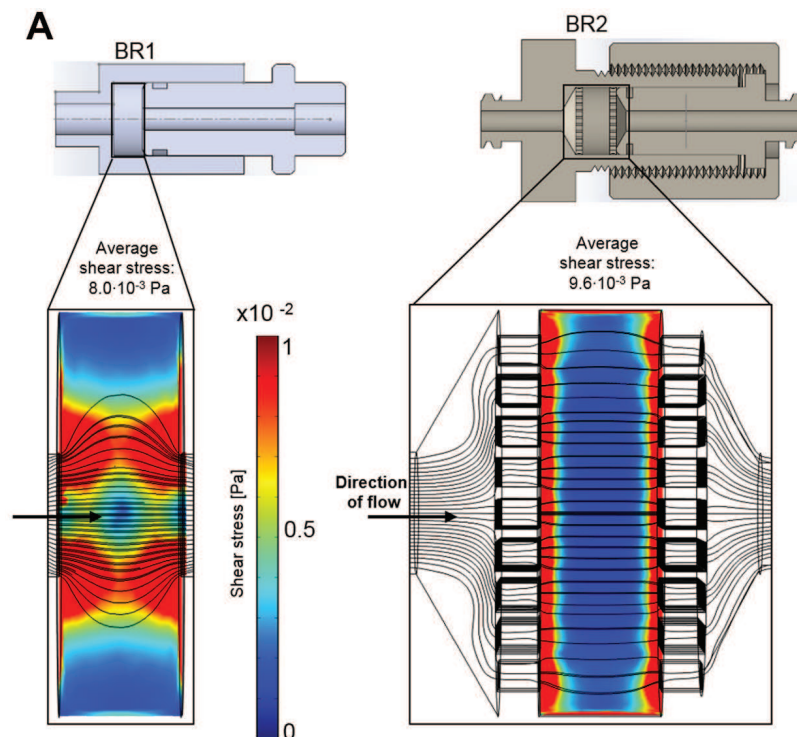 A
BR1
BR2
Average
shear stress:
8.0·10⁻³ Pa
Average
shear stress:
9.6·10⁻³ Pa
x10 ⁻²
1
0.5
0
Shear stress [Pa]
Direction
of flow